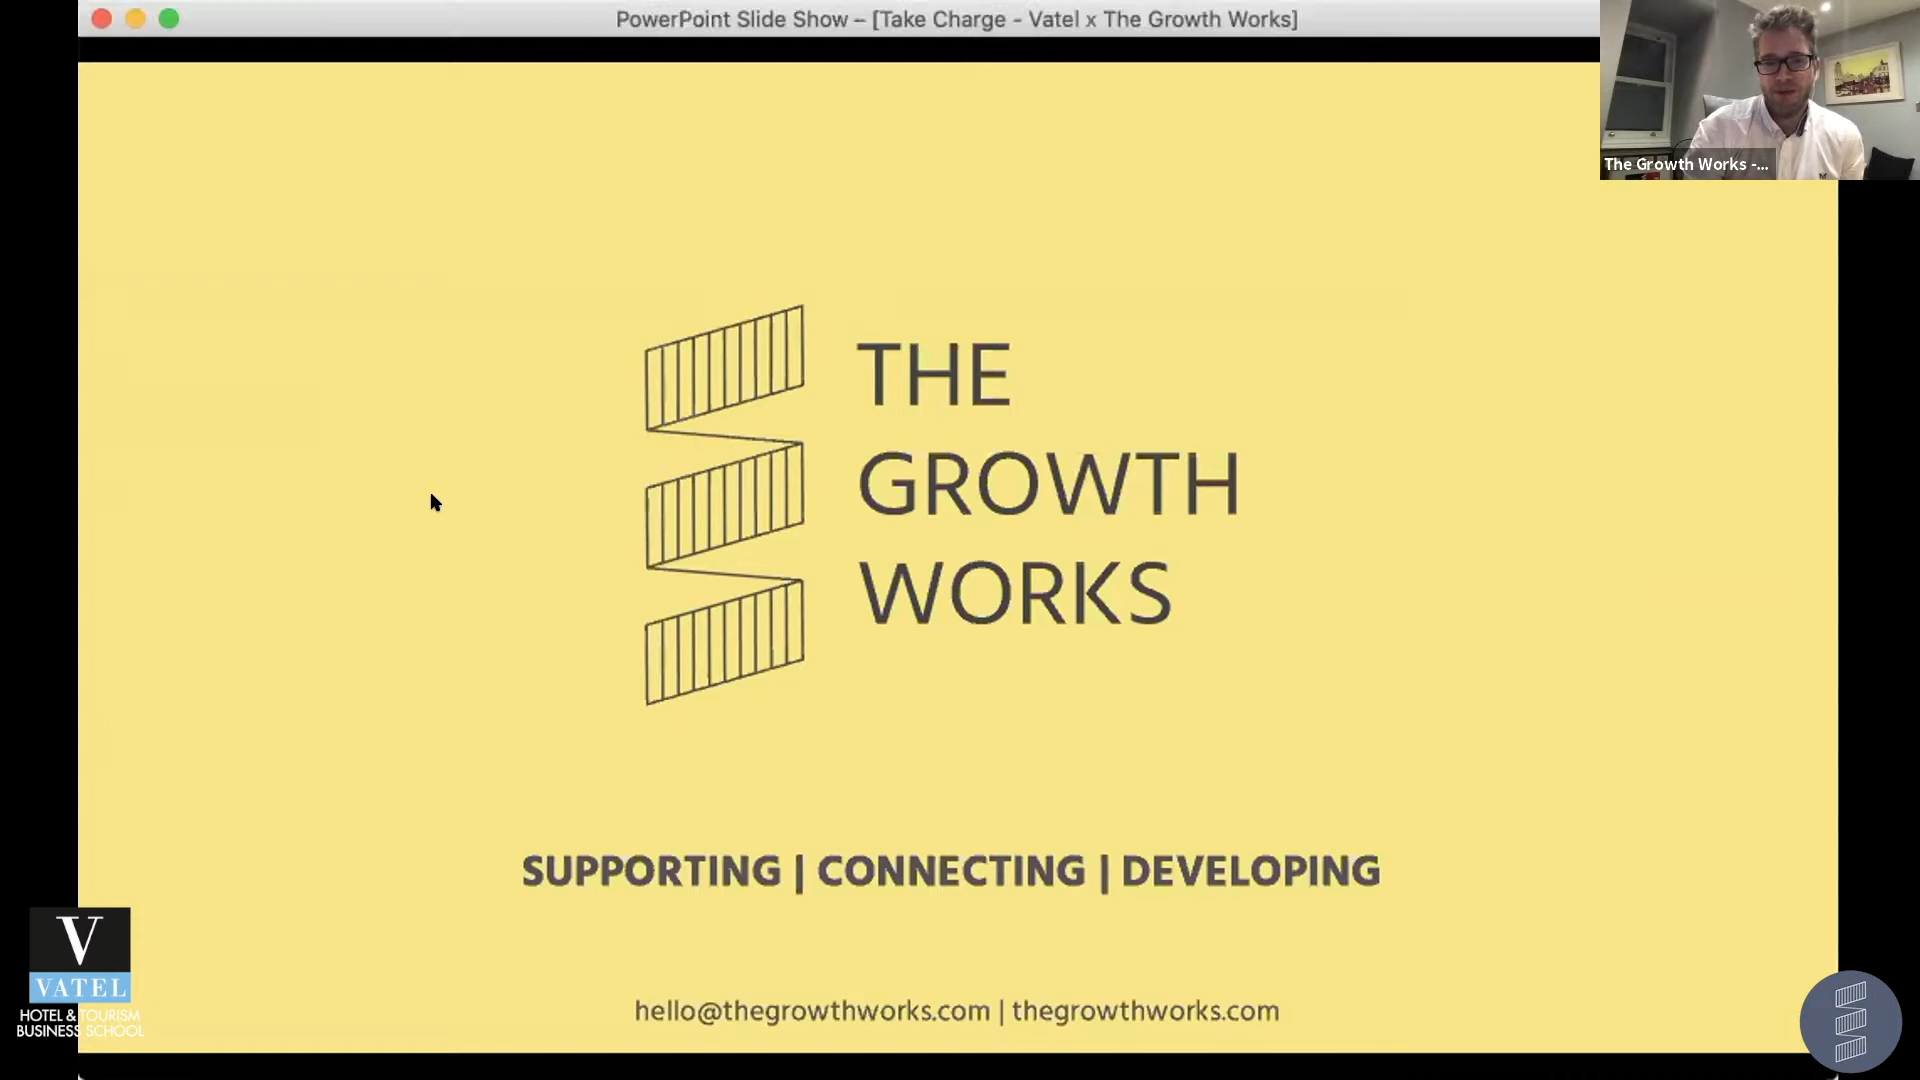 PowerPoint Slide Show – [Take Charge - Vatel x The Growth Works]
The Growth Works -...
THE
GROWTH
WORKS
SUPPORTING | CONNECTING | DEVELOPING
hello@thegrowthworks.com | thegrowthworks.com
V
VATEL
HOTEL & TOURISM
BUSINESS SCHOOL